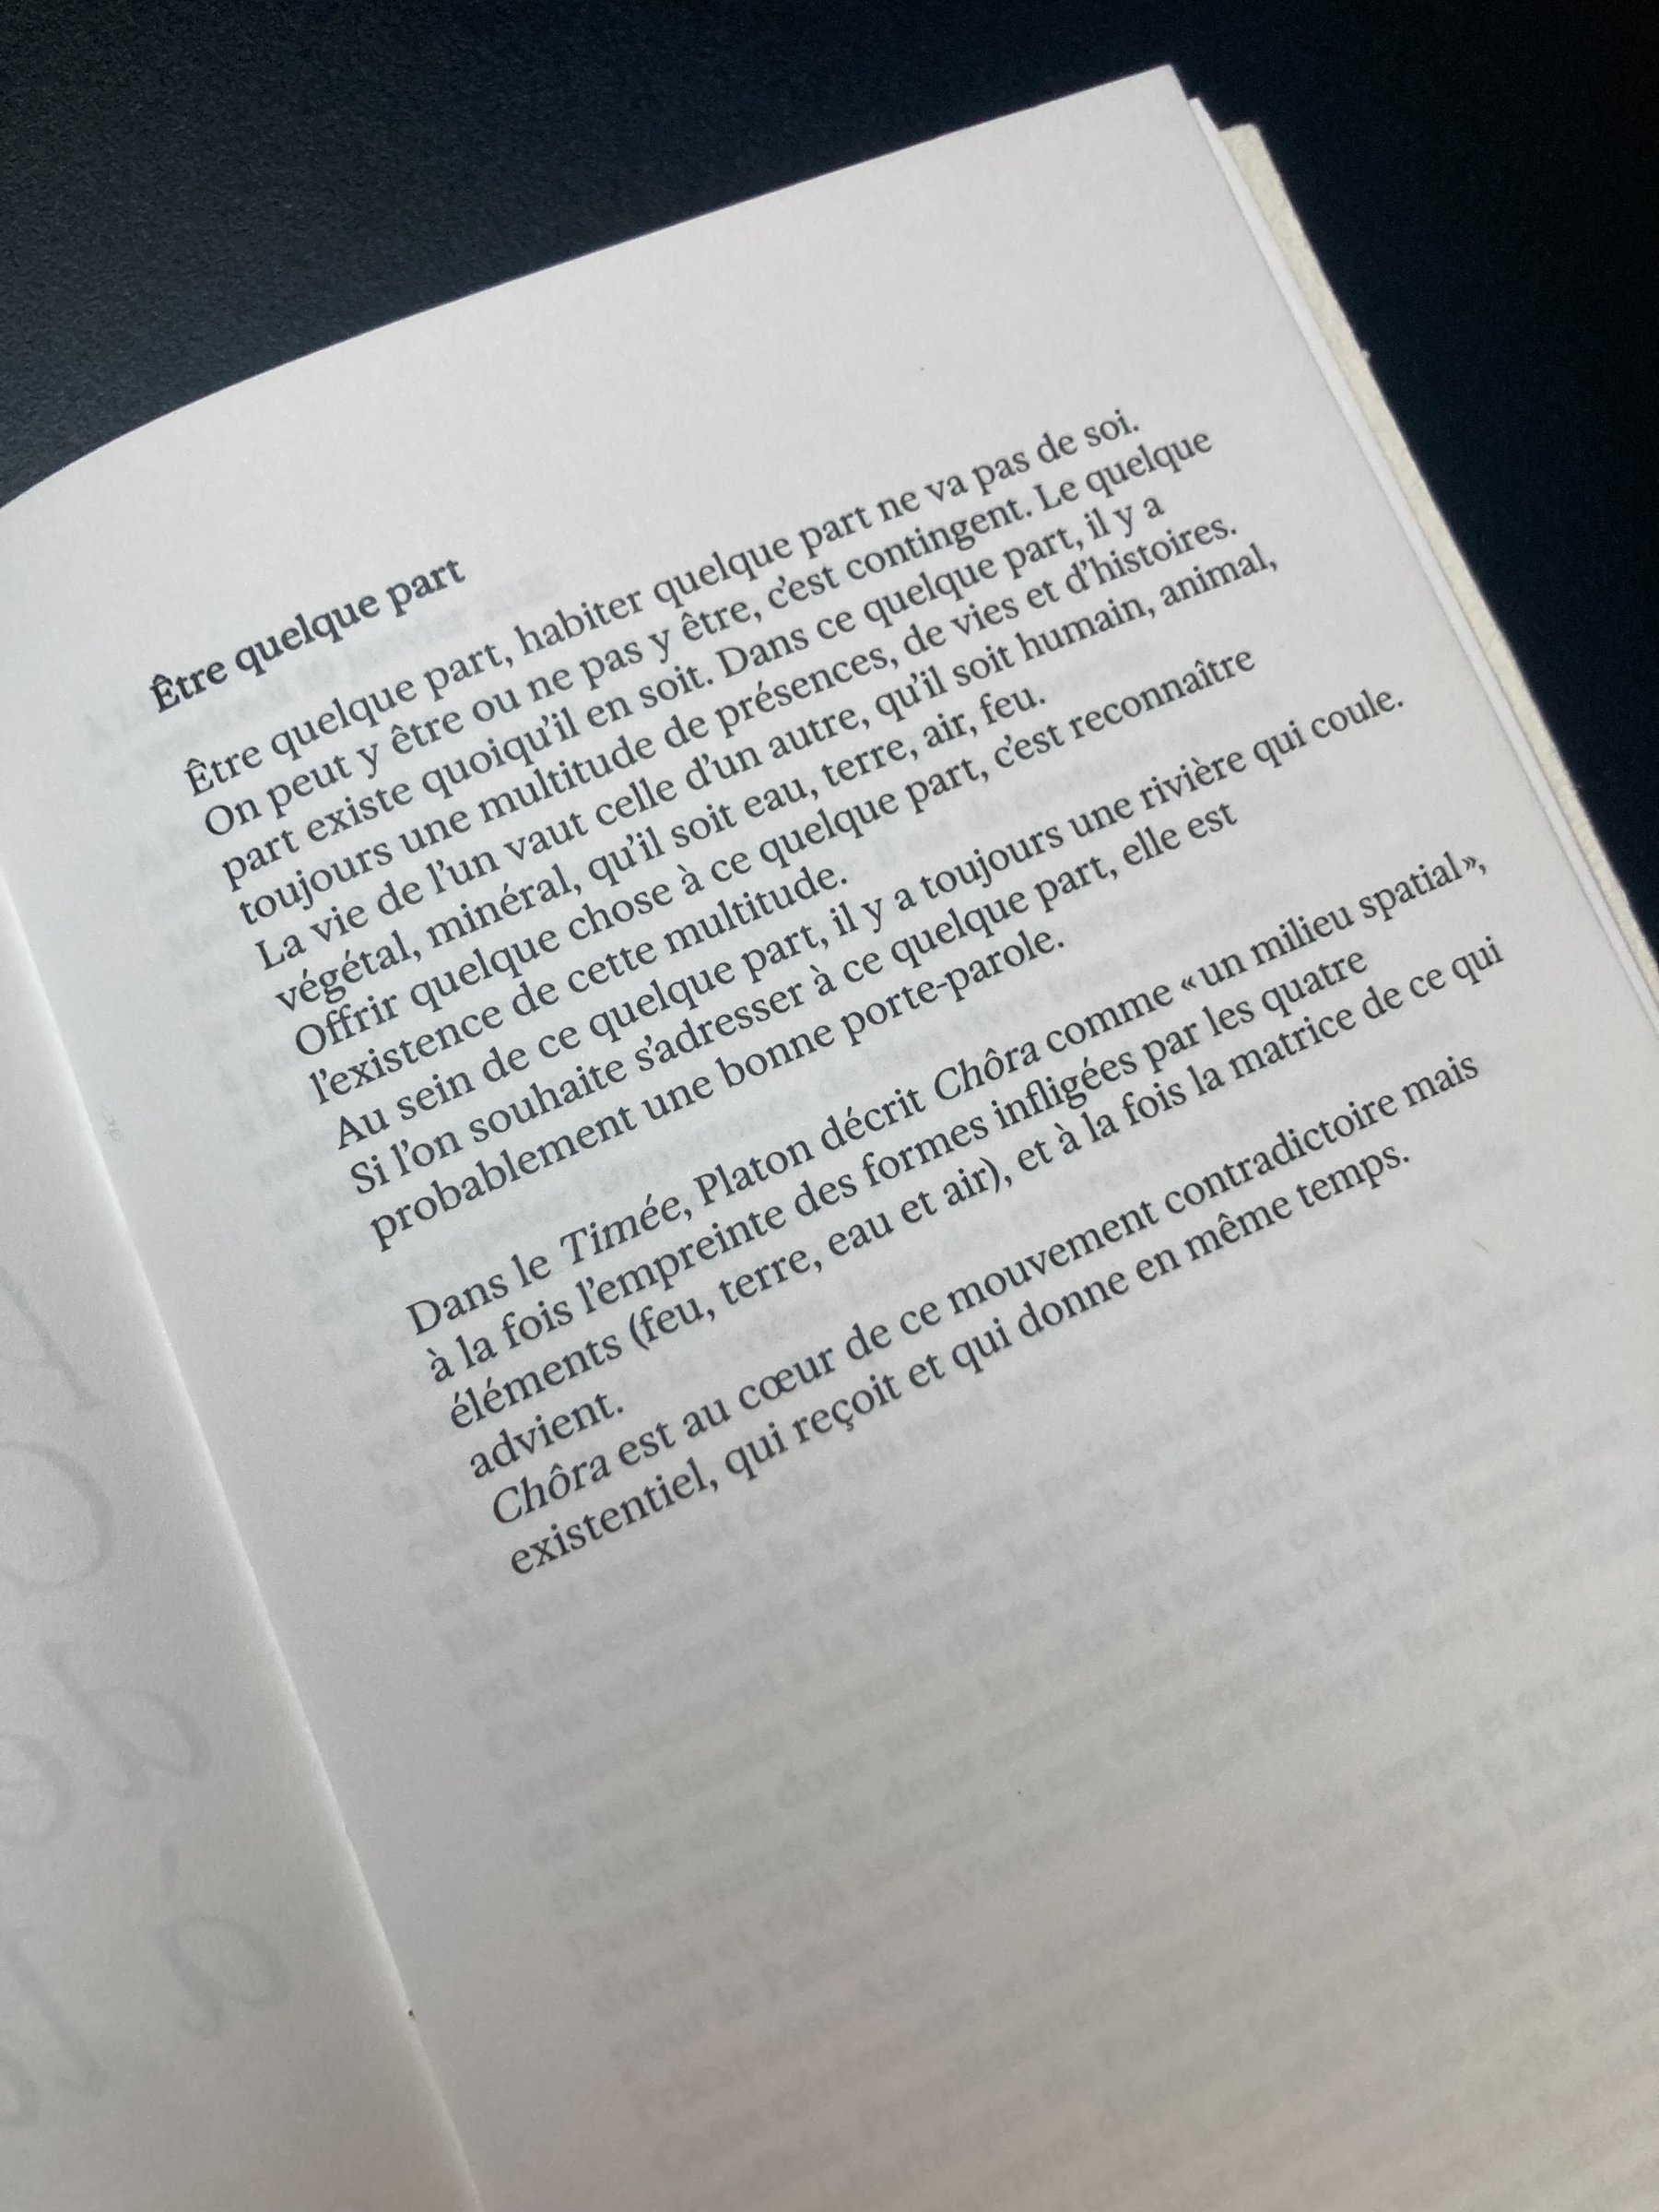 Être quelque part
Être quelque part, habiter quelque part ne va pas de soi.
On peut y être ou ne pas y être, c'est contingent. Le quelque
part existe quoiqu'il en soit. Dans ce quelque part, il y a
toujours une multitude de présences, de vies et d'histoires.
La vie de l'un vaut celle d'un autre, qu'il soit humain, animal,
végétal, minéral, qu'il soit eau, terre, air, feu.
Offrir quelque chose à ce quelque part, c'est reconnaître
l'existence de cette multitude.
Au sein de ce quelque part, il y a toujours une rivière qui coule.
Si l'on souhaite s'adresser à ce quelque part, elle est
probablement une bonne porte-parole.
Dans le Timée, Platon décrit Chôra comme « un milieu spatial »,
à la fois l'empreinte des formes infligées par les quatre
éléments (feu, terre, eau et air), et à la fois la matrice de ce qui
advient.
Chôra est au cœur de ce mouvement contradictoire mais
existentiel, qui reçoit et qui donne en même temps.